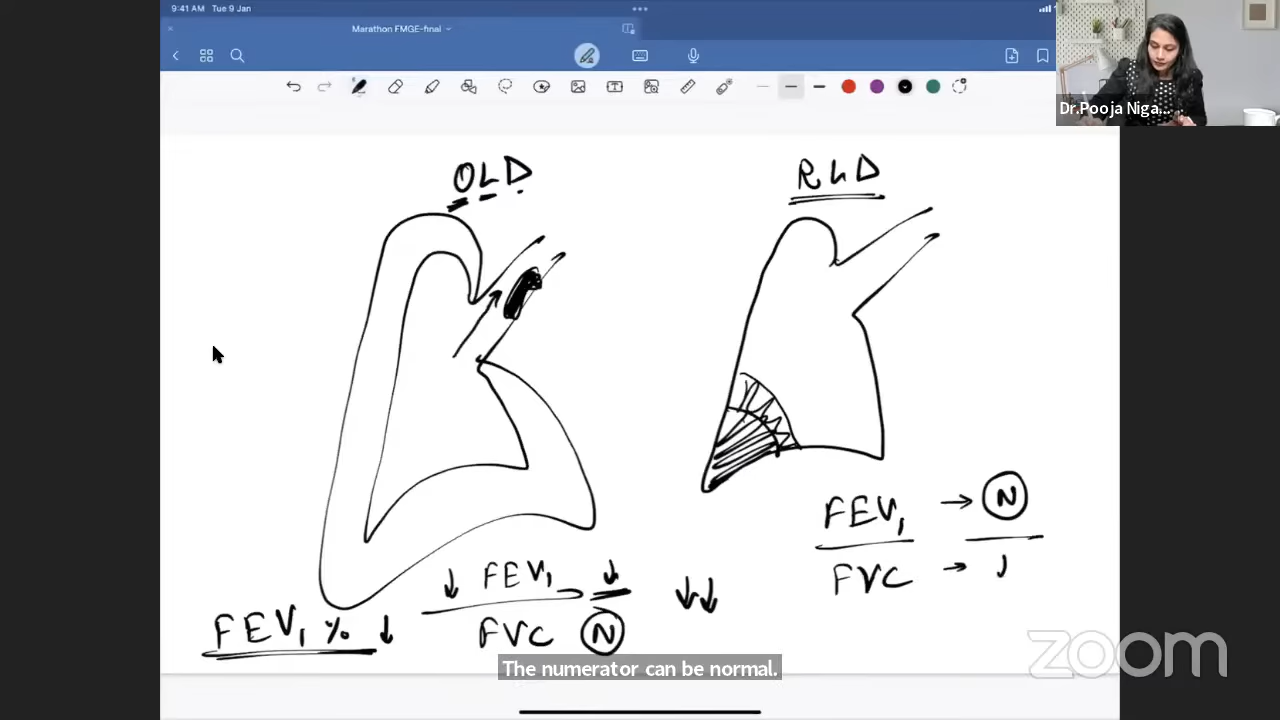 9:41 AM Tue 9 Jan
Marathon FMGE-final
Dr.Pooja Niga...
OLD
RLD
FEV₁ → N
FVC → ↓
↓ FEV₁ → ↓ ↓↓
FVC N
FEV₁ % ↓
The numerator can be normal.
zoom